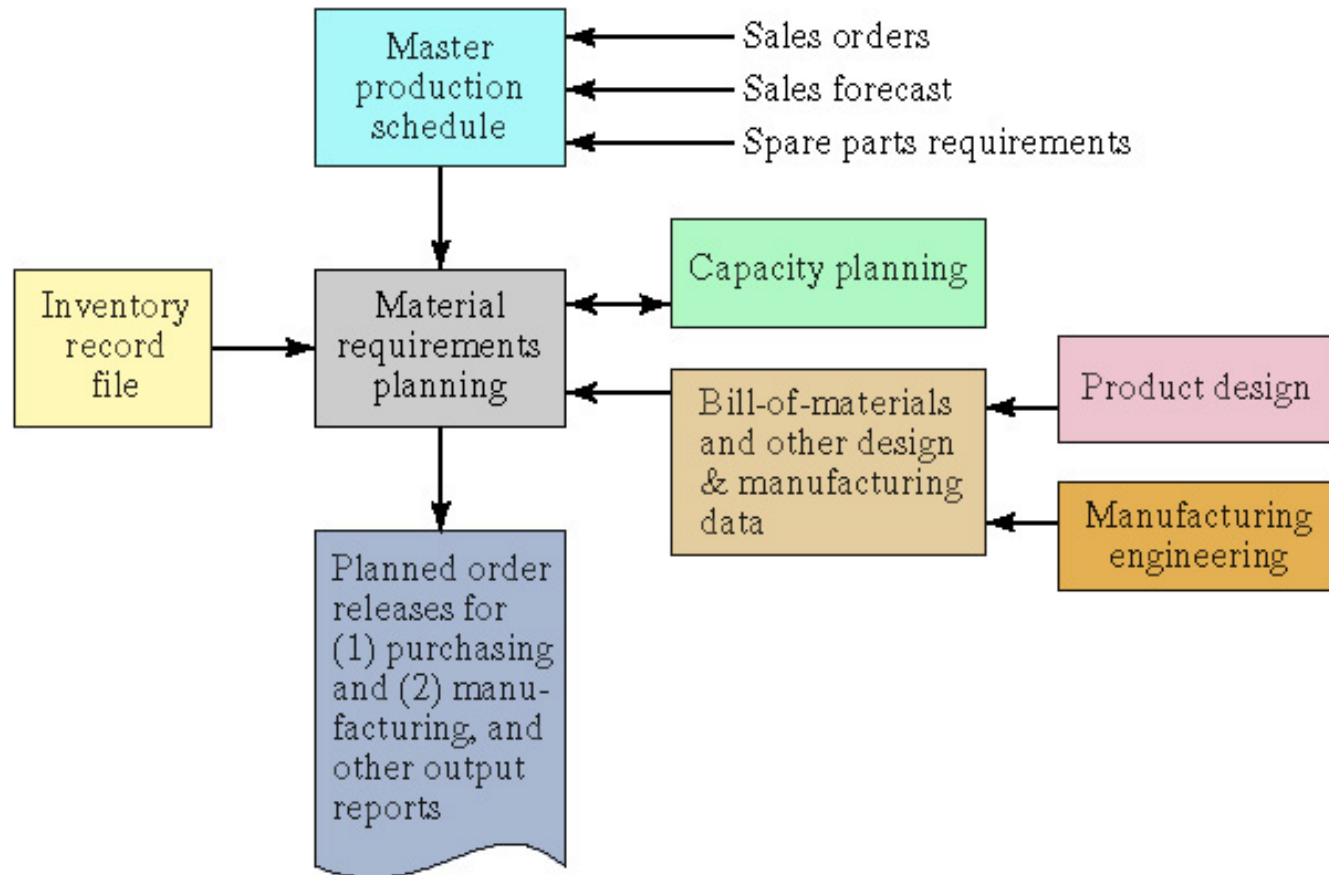 Master
production
schedule
Sales orders
Sales forecast
Spare parts requirements
Capacity planning
Inventory
record
file
Material
requirements
planning
Bill-of-materials
and other design
& manufacturing
data
Product design
Manufacturing
engineering
Planned order
releases for
(1) purchasing
and (2) manu-
facturing, and
other output
reports